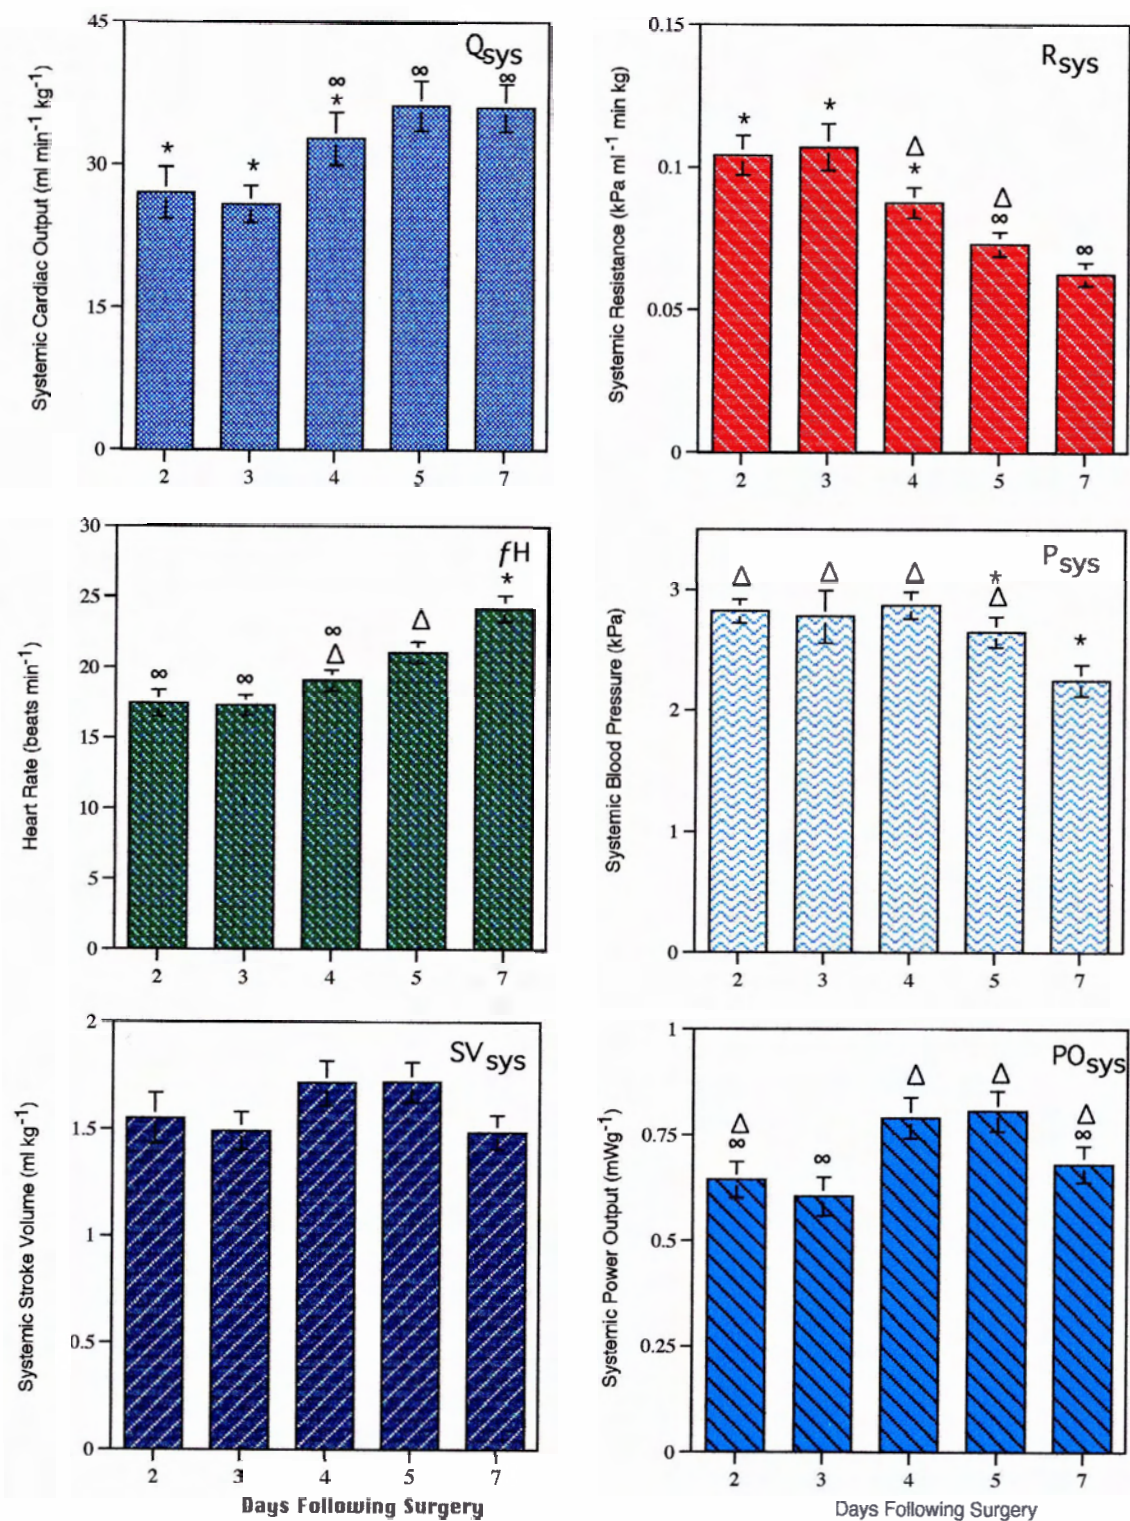 Systemic Cardiac Output (ml min⁻¹ kg⁻¹)
45
30
15
0
Qsys
*
*
∞
*
∞
∞
2 3 4 5 7
Systemic Resistance (kPa ml⁻¹ min kg)
0.15
0.1
0.05
0
Rsys
*
*
Δ
*
Δ
∞
∞
2 3 4 5 7
Heart Rate (beats min⁻¹)
30
25
20
15
10
5
0
fH
∞
∞
∞
Δ
Δ
*
2 3 4 5 7
Systemic Blood Pressure (kPa)
3
2
1
0
Psys
Δ
Δ
Δ
*
Δ
*
2 3 4 5 7
Systemic Stroke Volume (ml kg⁻¹)
2
1.5
1
0.5
0
SVsys
2 3 4 5 7
Days Following Surgery
Systemic Power Output (mWg⁻¹)
1
0.75
0.5
0.25
0
POsys
Δ
∞
∞
Δ
Δ
Δ
∞
2 3 4 5 7
Days Following Surgery